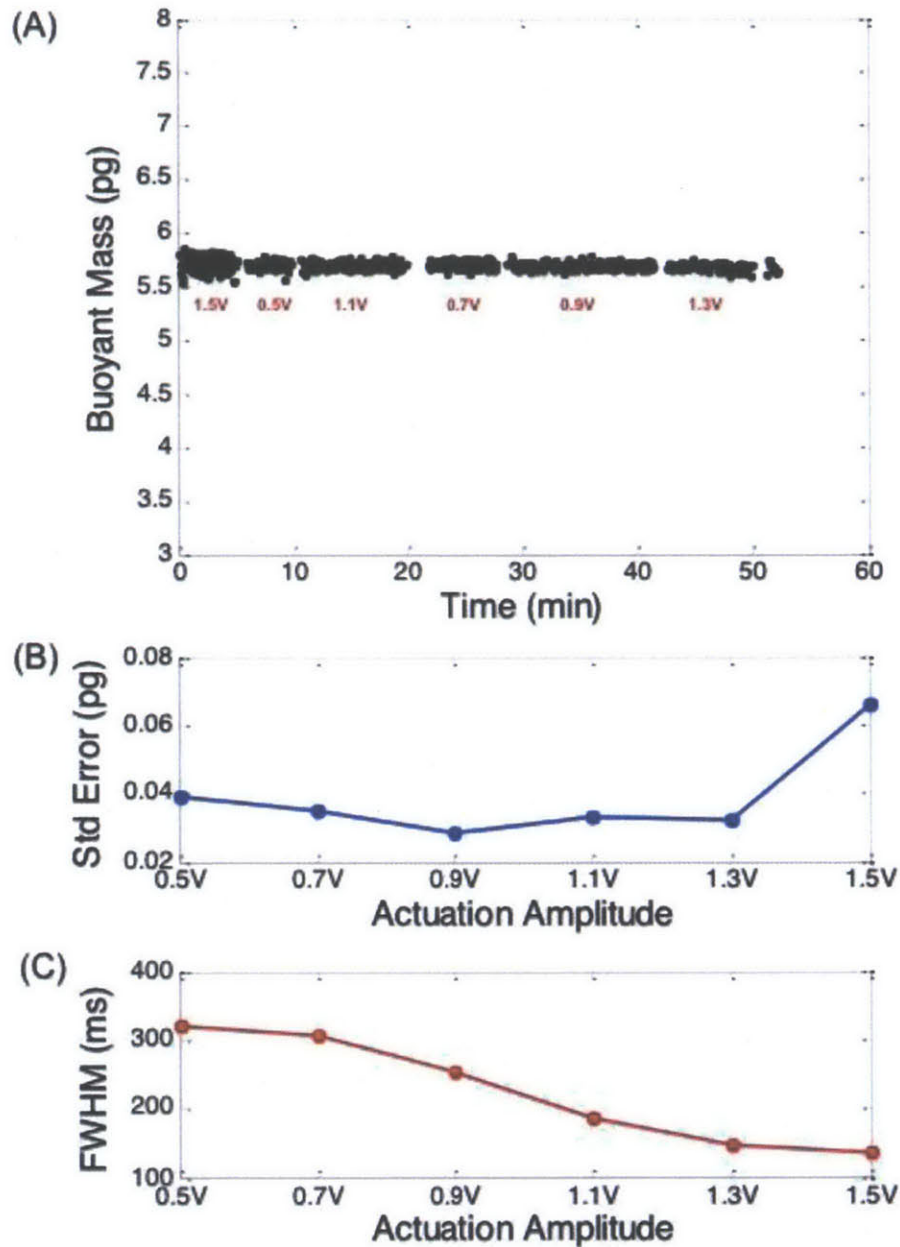 (A)
8
7.5
7
6.5
6
5.5
5
4.5
4
3.5
3
Buoyant Mass (pg)
1.5V 0.5V 1.1V 0.7V 0.9V 1.3V
0 10 20 30 40 50 60
Time (min)
(B)
0.08
0.06
0.04
0.02
Std Error (pg)
0.5V 0.7V 0.9V 1.1V 1.3V 1.5V
Actuation Amplitude
(C)
400
300
200
100
FWHM (ms)
0.5V 0.7V 0.9V 1.1V 1.3V 1.5V
Actuation Amplitude